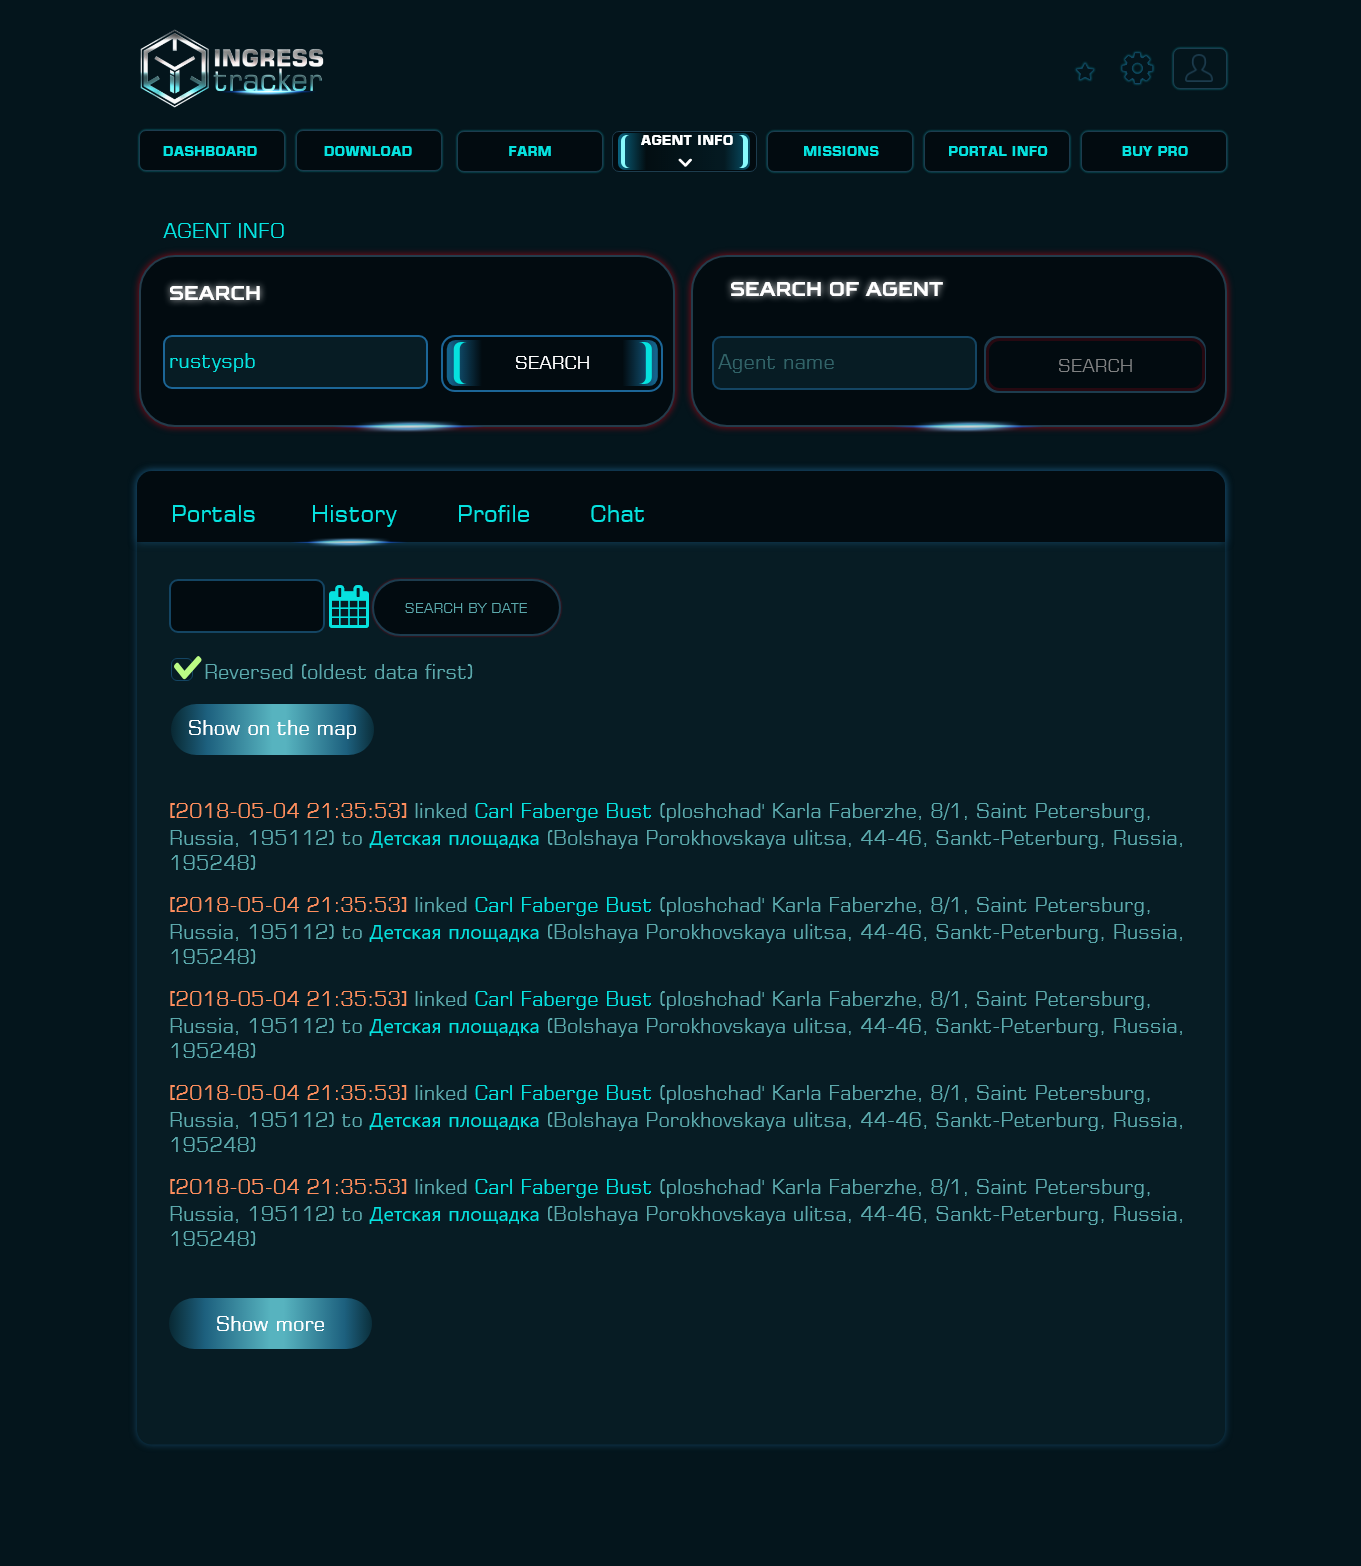 INGRESS
tracker
DASHBOARD
DOWNLOAD
FARM
AGENT INFO
MISSIONS
PORTAL INFO
BUY PRO
AGENT INFO
SEARCH
rustyspb
SEARCH
SEARCH OF AGENT
Agent name
SEARCH
Portals
History
Profile
Chat
SEARCH BY DATE
Reversed (oldest data first)
Show on the map
[2018-05-04 21:35:53] linked Carl Faberge Bust (ploshchad' Karla Faberzhe, 8/1, Saint Petersburg,
Russia, 195112) to Детская площадка (Bolshaya Porokhovskaya ulitsa, 44-46, Sankt-Peterburg, Russia,
195248)
[2018-05-04 21:35:53] linked Carl Faberge Bust (ploshchad' Karla Faberzhe, 8/1, Saint Petersburg,
Russia, 195112) to Детская площадка (Bolshaya Porokhovskaya ulitsa, 44-46, Sankt-Peterburg, Russia,
195248)
[2018-05-04 21:35:53] linked Carl Faberge Bust (ploshchad' Karla Faberzhe, 8/1, Saint Petersburg,
Russia, 195112) to Детская площадка (Bolshaya Porokhovskaya ulitsa, 44-46, Sankt-Peterburg, Russia,
195248)
[2018-05-04 21:35:53] linked Carl Faberge Bust (ploshchad' Karla Faberzhe, 8/1, Saint Petersburg,
Russia, 195112) to Детская площадка (Bolshaya Porokhovskaya ulitsa, 44-46, Sankt-Peterburg, Russia,
195248)
[2018-05-04 21:35:53] linked Carl Faberge Bust (ploshchad' Karla Faberzhe, 8/1, Saint Petersburg,
Russia, 195112) to Детская площадка (Bolshaya Porokhovskaya ulitsa, 44-46, Sankt-Peterburg, Russia,
195248)
Show more